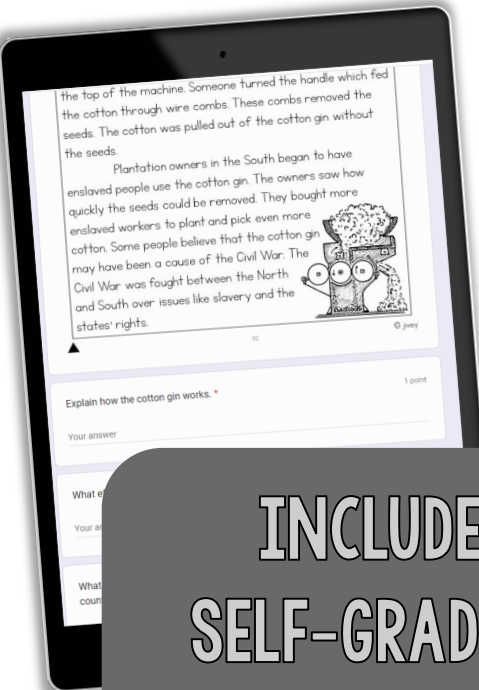 the top of the machine. Someone turned the handle which fed
the cotton through wire combs. These combs removed the
seeds. The cotton was pulled out of the cotton gin without
the seeds.
Plantation owners in the South began to have
enslaved people use the cotton gin. The owners saw how
quickly the seeds could be removed. They bought more
enslaved workers to plant and pick even more
cotton. Some people believe that the cotton gin
may have been a cause of the Civil War. The
Civil War was fought between the North
and South over issues like slavery and the
states' rights.
© jivey
Explain how the cotton gin works. *
1 point
Your answer
What
Your
What
INCLUDE
SELF-GRAD